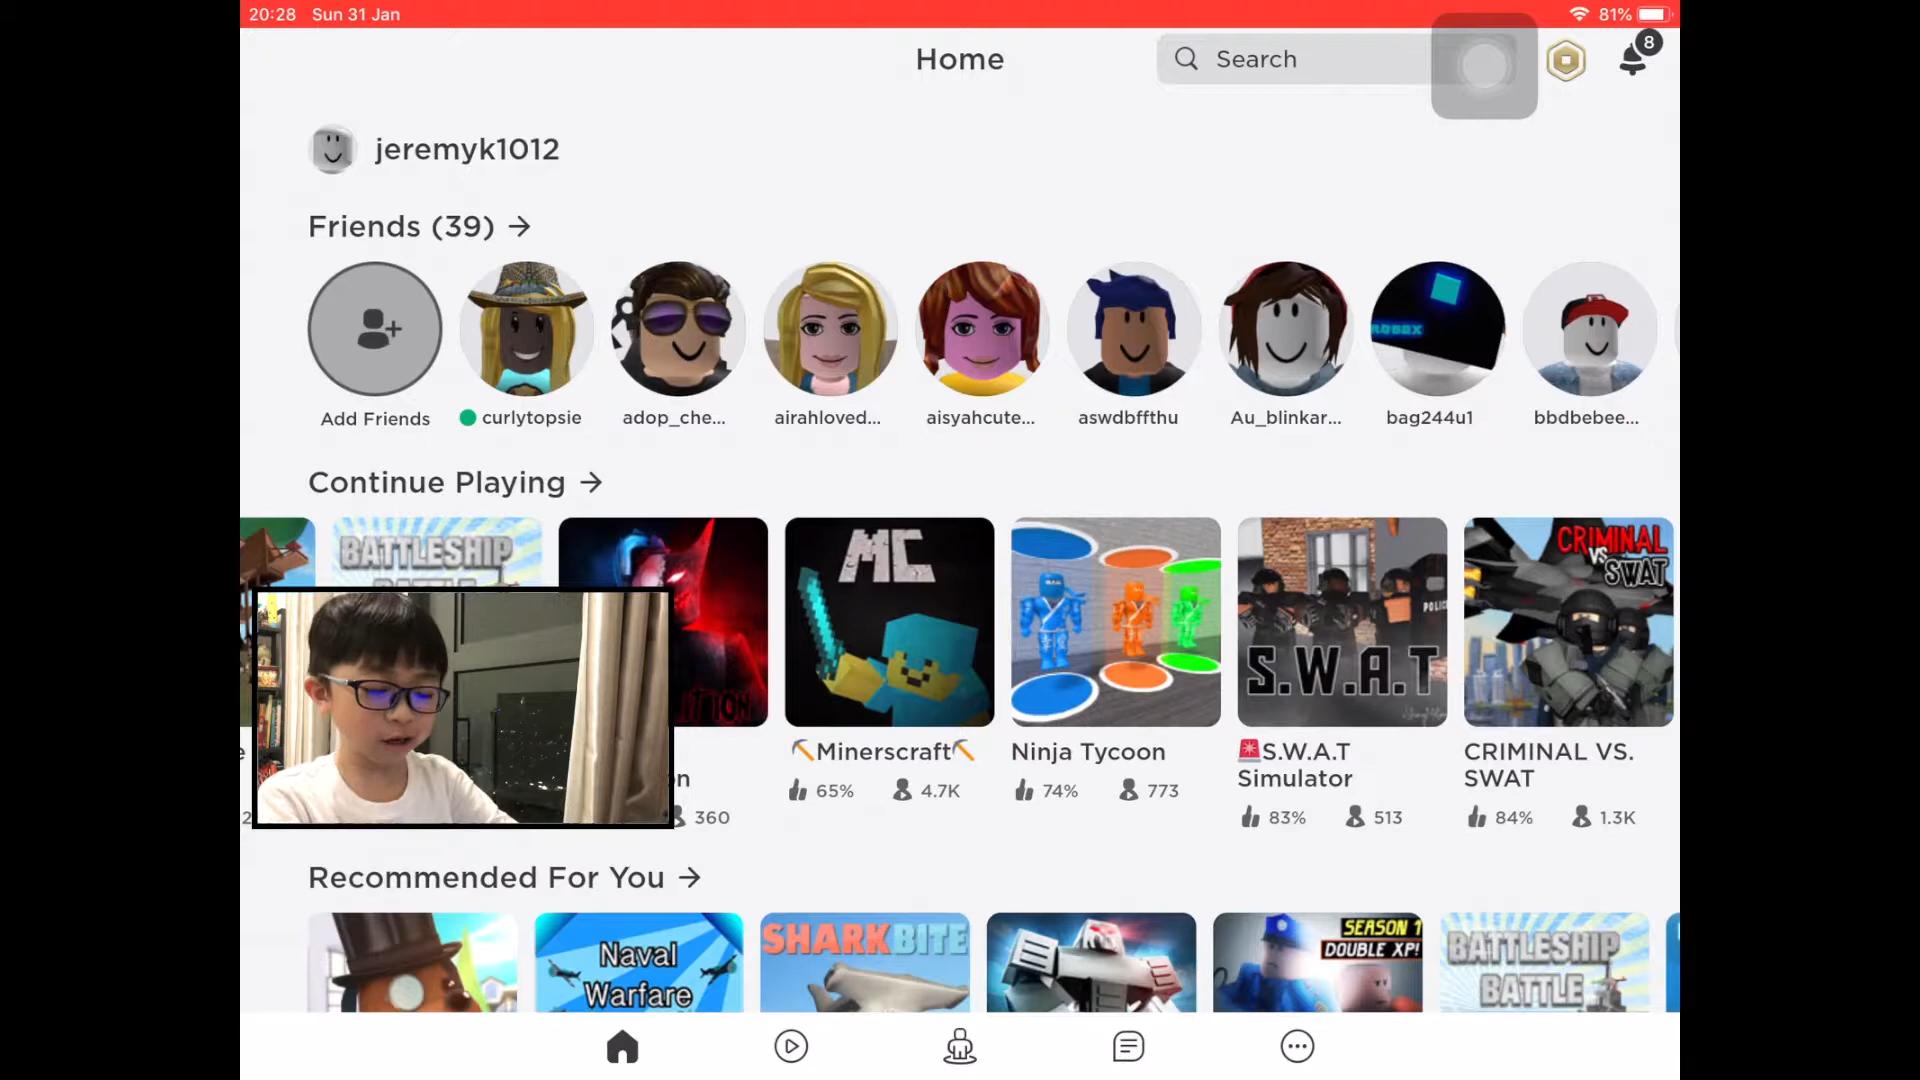 20:28 Sun 31 Jan 81%
Home
Search
8
jeremyk1012
Friends (39) →
Add Friends
curlytopsie
adop_che...
airahloved...
aisyahcute...
aswdbffthu
Au_blinkar...
bag244u1
bbdbebee...
ROBOX
Continue Playing →
BATTLESHIP
MC
S.W.A.T
POLIC
CRIMINAL
VS
SWAT
Minerscraft
65% 4.7K
Ninja Tycoon
74% 773
S.W.A.T
Simulator
83% 513
CRIMINAL VS.
SWAT
84% 1.3K
360
Recommended For You →
Naval
Warfare
SHARKBITE
SEASON 1
DOUBLE XP!
BATTLESHIP
BATTLE